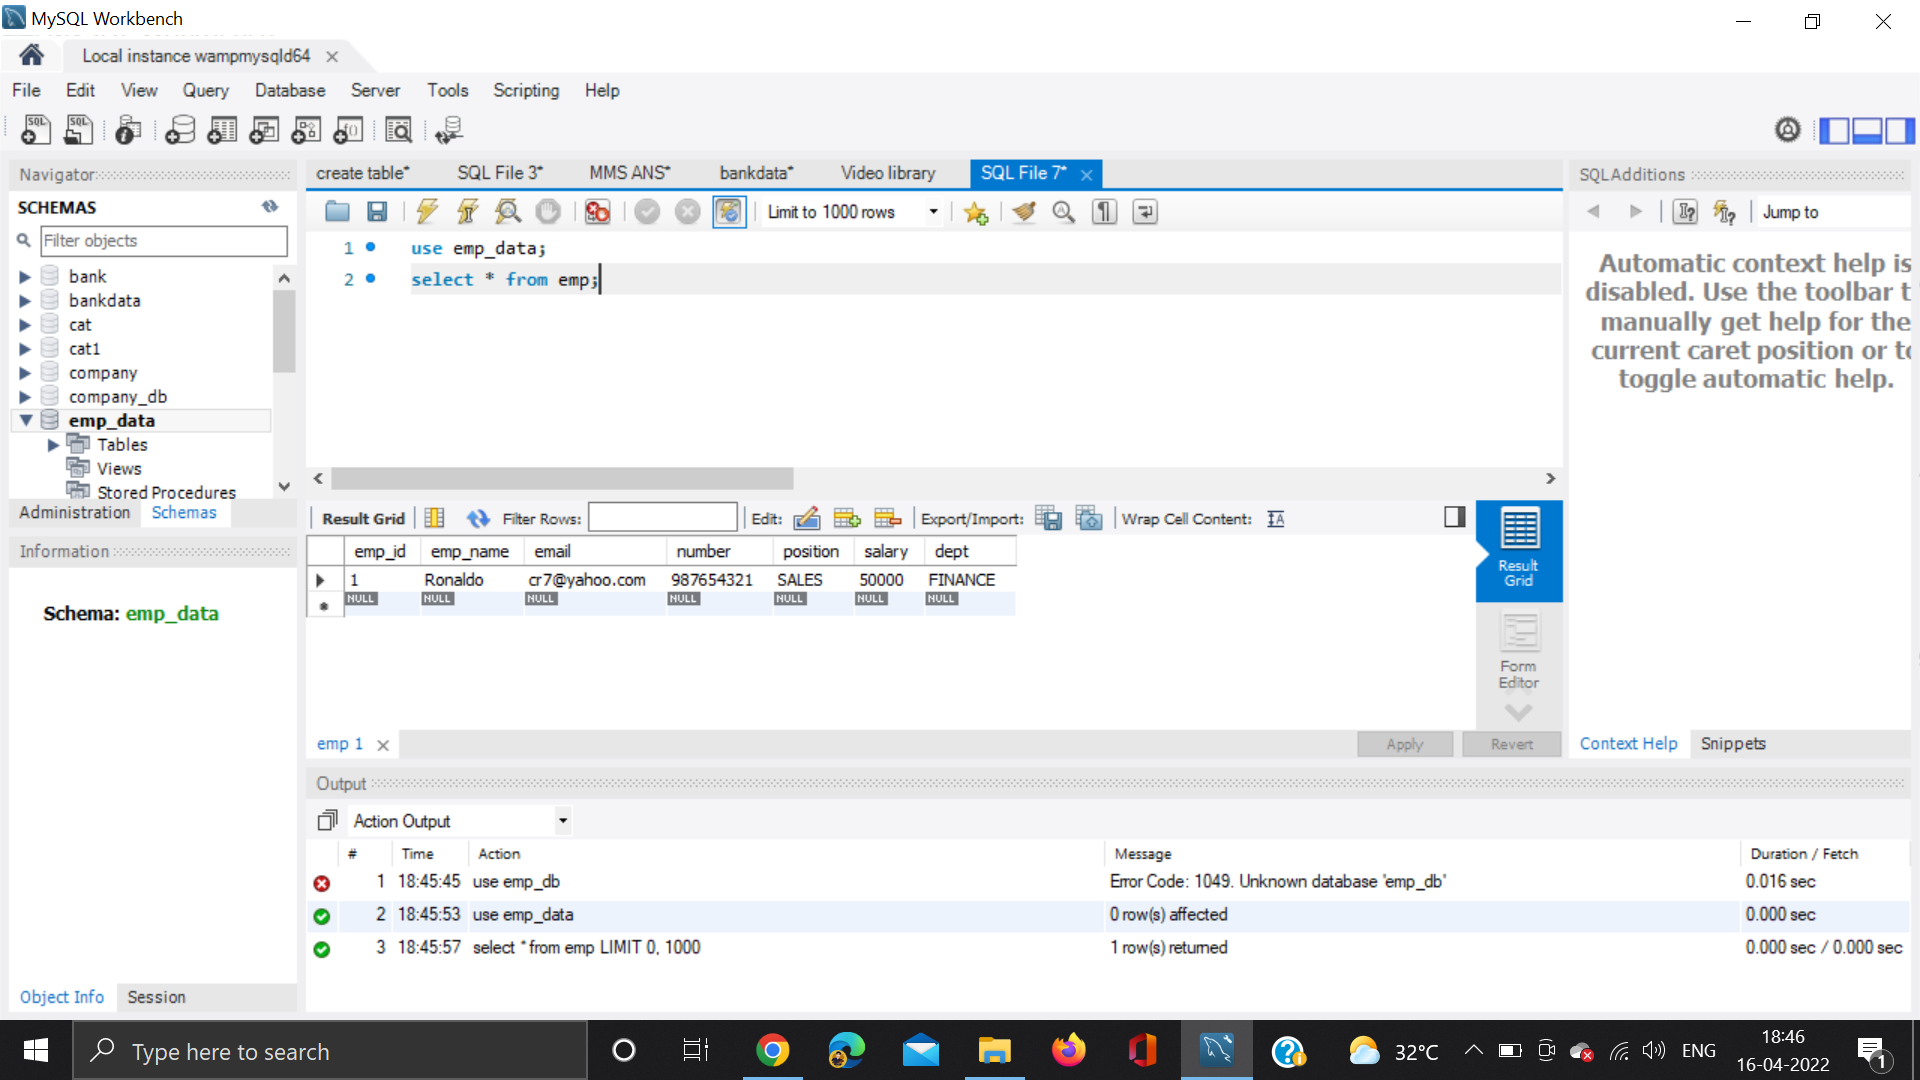 MySQL Workbench
Local instance wampmysqld64
File Edit View Query Database Server Tools Scripting Help
Navigator
SCHEMAS
Filter objects
bank
bankdata
cat
cat1
company
company_db
emp_data
Tables
Views
Stored Procedures
Administration Schemas
Information
Schema: emp_data
Object Info Session
create table* SQL File 3* MMS ANS* bankdata* Video library SQL File 7*
Limit to 1000 rows
1 use emp_data;
2 select * from emp;
Result Grid Filter Rows: Edit: Export/Import: Wrap Cell Content:
emp_id emp_name email number position salary dept
1 Ronaldo cr7@yahoo.com 987654321 SALES 50000 FINANCE
NULL NULL NULL NULL NULL NULL NULL
Result
Grid
Form
Editor
emp 1
Apply Revert
SQLAdditions
Jump to
Automatic context help is
disabled. Use the toolbar t
manually get help for the
current caret position or to
toggle automatic help.
Context Help Snippets
Output
Action Output
# Time Action Message Duration / Fetch
1 18:45:45 use emp_db Error Code: 1049. Unknown database 'emp_db' 0.016 sec
2 18:45:53 use emp_data 0 row(s) affected 0.000 sec
3 18:45:57 select * from emp LIMIT 0, 1000 1 row(s) returned 0.000 sec / 0.000 sec
Type here to search
32°C
ENG
18:46
16-04-2022
1